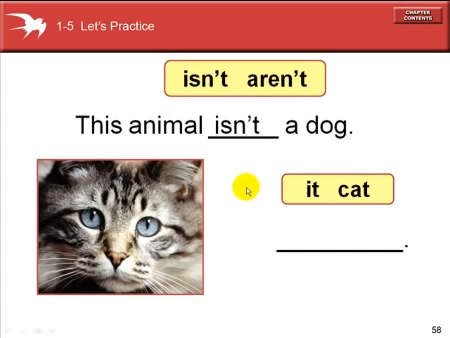 1-5 Let's Practice
CHAPTER
CONTENTS
isn't aren't
This animal isn't a dog.
it cat
.
58